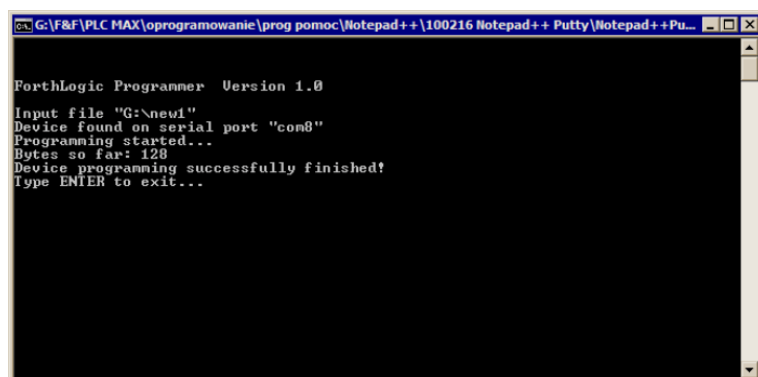 G:\F&F\PLC MAX\oprogramowanie\prog pomoc\Notepad++\100216 Notepad++ Putty\Notepad++Pu...
ForthLogic Programmer Version 1.0
Input file "G:\new1"
Device found on serial port "com8"
Programming started...
Bytes so far: 128
Device programming successfully finished!
Type ENTER to exit...